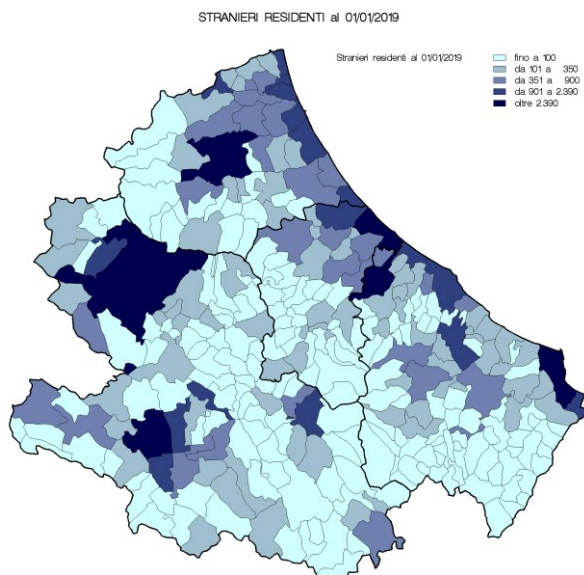 STRANIERI RESIDENTI al 01/01/2019
Stranieri residenti al 01/01/2019
fino a 100
da 101 a 350
da 351 a 900
da 901 a 2.390
oltre 2.390